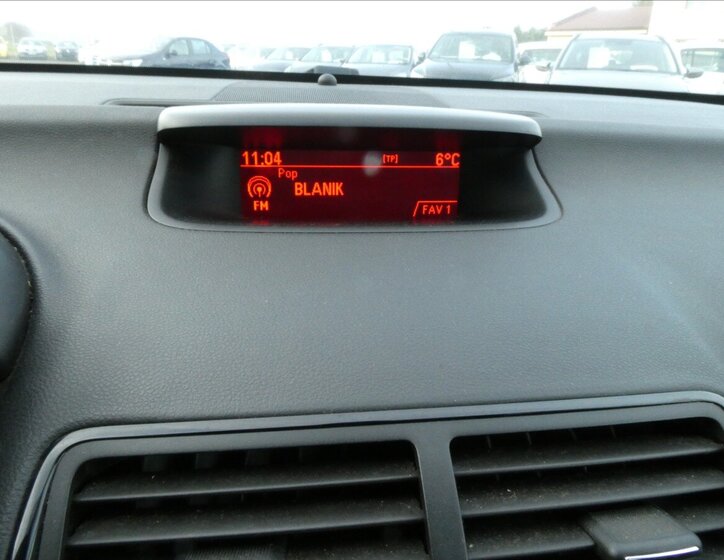 11:04 [TP] 6°C
Pop
BLANIK
FM
FAV 1